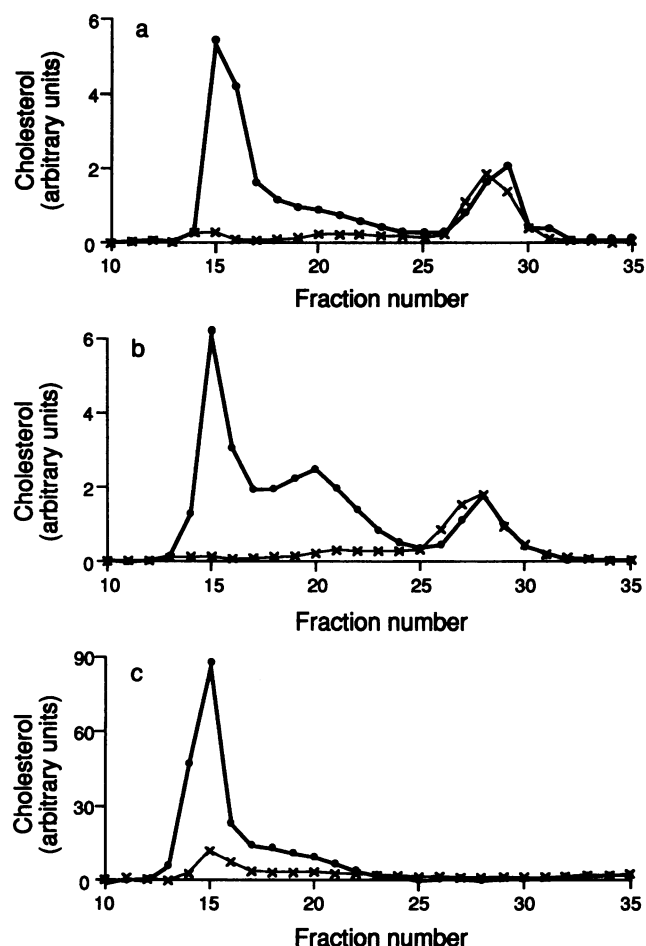 a
Cholesterol
(arbitrary units)
6
4
2
0
10 15 20 25 30 35
Fraction number
b
Cholesterol
(arbitrary units)
6
4
2
0
10 15 20 25 30 35
Fraction number
c
Cholesterol
(arbitrary units)
90
60
30
0
10 15 20 25 30 35
Fraction number